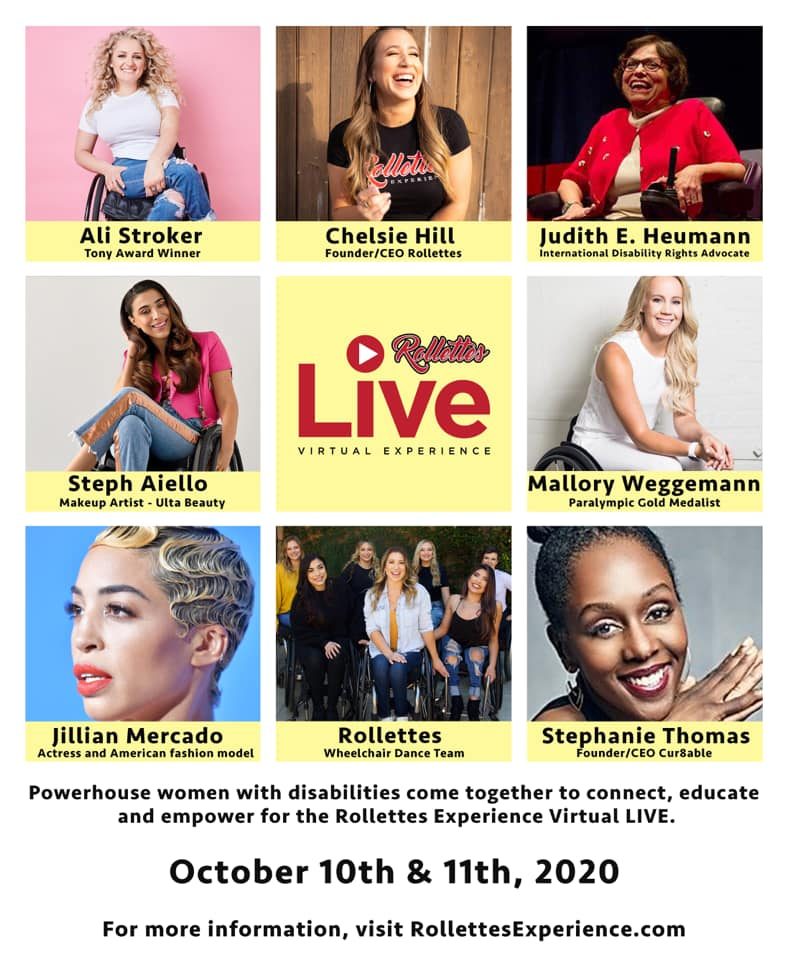 Ali Stroker
Tony Award Winner
Rollettes
EXPERIENCE
Chelsie Hill
Founder/CEO Rollettes
Judith E. Heumann
International Disability Rights Advocate
Steph Aiello
Makeup Artist - Ulta Beauty
Rollettes
Live
VIRTUAL EXPERIENCE
Mallory Weggemann
Paralympic Gold Medalist
Jillian Mercado
Actress and American fashion model
Rollettes
Wheelchair Dance Team
Stephanie Thomas
Founder/CEO Cur8able
Powerhouse women with disabilities come together to connect, educate
and empower for the Rollettes Experience Virtual LIVE.
October 10th & 11th, 2020
For more information, visit RollettesExperience.com